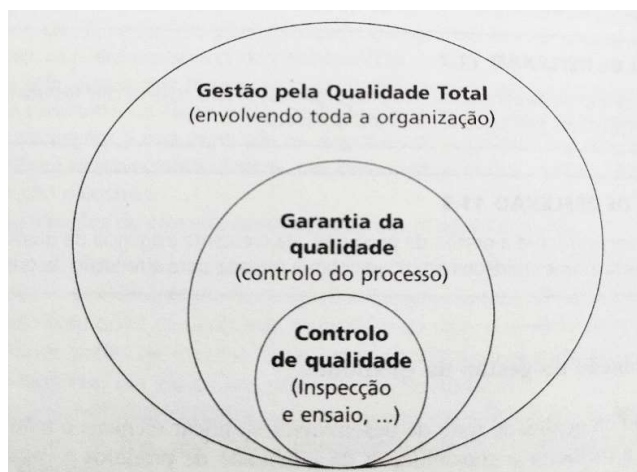 Gestão pela Qualidade Total
(envolvendo toda a organização)
Garantia da
qualidade
(controlo do processo)
Controlo
de qualidade
(Inspecção
e ensaio, ...)